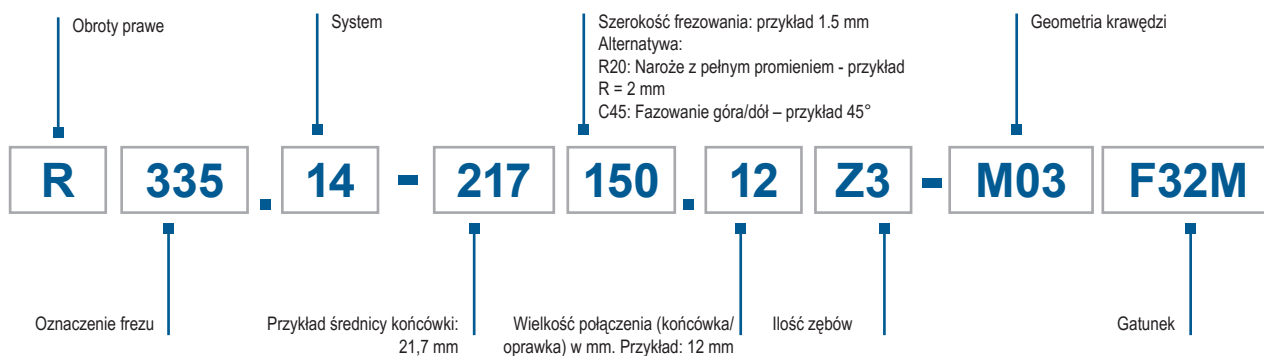 Obroty prawe
System
Szerokość frezowania: przykład 1.5 mm
Alternatywa:
R20: Naroże z pełnym promieniem - przykład
R = 2 mm
C45: Fazowanie góra/dół – przykład 45°
Geometria krawędzi
R 335 . 14 - 217 150 . 12 Z3 - M03 F32M
Oznaczenie frezu
Przykład średnicy końcówki:
21,7 mm
Wielkość połączenia (końcówka/
oprawka) w mm. Przykład: 12 mm
Ilość zębów
Gatunek